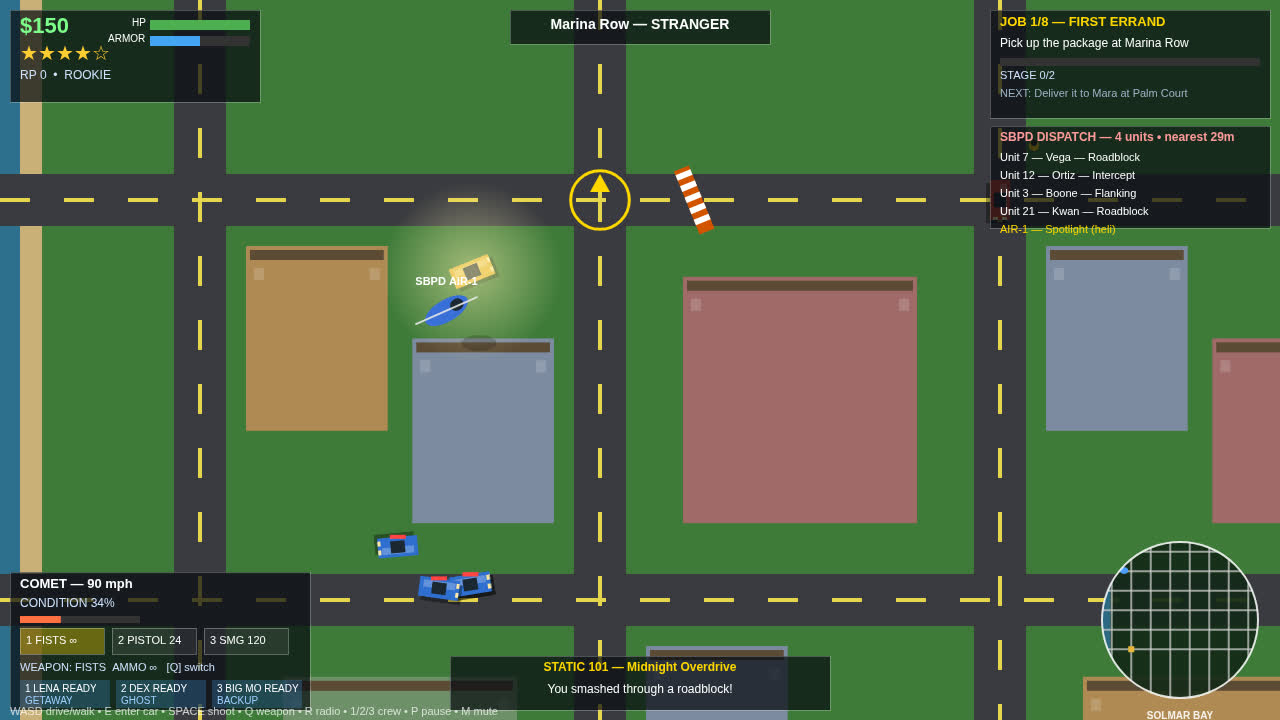 $150
HP
ARMOR
★★★★☆
RP 0 • ROOKIE
Marina Row — STRANGER
JOB 1/8 — FIRST ERRAND
Pick up the package at Marina Row
STAGE 0/2
NEXT: Deliver it to Mara at Palm Court
SBPD DISPATCH — 4 units • nearest 29m
Unit 7 — Vega — Roadblock
Unit 12 — Ortiz — Intercept
Unit 3 — Boone — Flanking
Unit 21 — Kwan — Roadblock
AIR-1 — Spotlight (heli)
SBPD AIR-1
COMET — 90 mph
CONDITION 34%
1 FISTS ∞ 2 PISTOL 24 3 SMG 120
WEAPON: FISTS AMMO ∞ [Q] switch
1 LENA READY 2 DEX READY 3 BIG MO READY
GETAWAY GHOST BACKUP
WASD drive/walk • E enter car • SPACE shoot • Q weapon • R radio • 1/2/3 crew • P pause • M mute
STATIC 101 — Midnight Overdrive
You smashed through a roadblock!
SOLMAR BAY